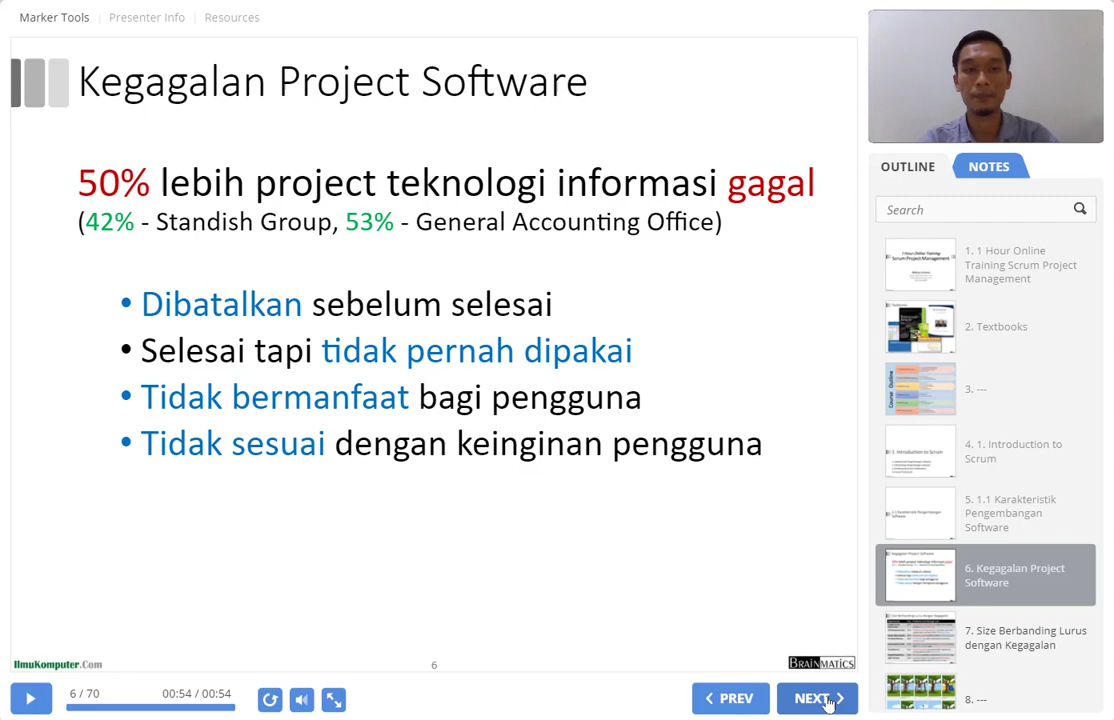 Marker Tools
Presenter Info
Resources
Kegagalan Project Software
50% lebih project teknologi informasi gagal
(42% - Standish Group, 53% - General Accounting Office)
• Dibatalkan sebelum selesai
• Selesai tapi tidak pernah dipakai
• Tidak bermanfaat bagi pengguna
• Tidak sesuai dengan keinginan pengguna
IlmuKomputer.Com
6
BRAINMATICS
6 / 70
00:54 / 00:54
PREV
NEXT
OUTLINE
NOTES
Search
1. 1 Hour Online
Training Scrum Project
Management
2. Textbooks
3. ---
4. 1. Introduction to
Scrum
5. 1.1 Karakteristik
Pengembangan
Software
6. Kegagalan Project
Software
7. Size Berbanding Lurus
dengan Kegagalan
8. ---